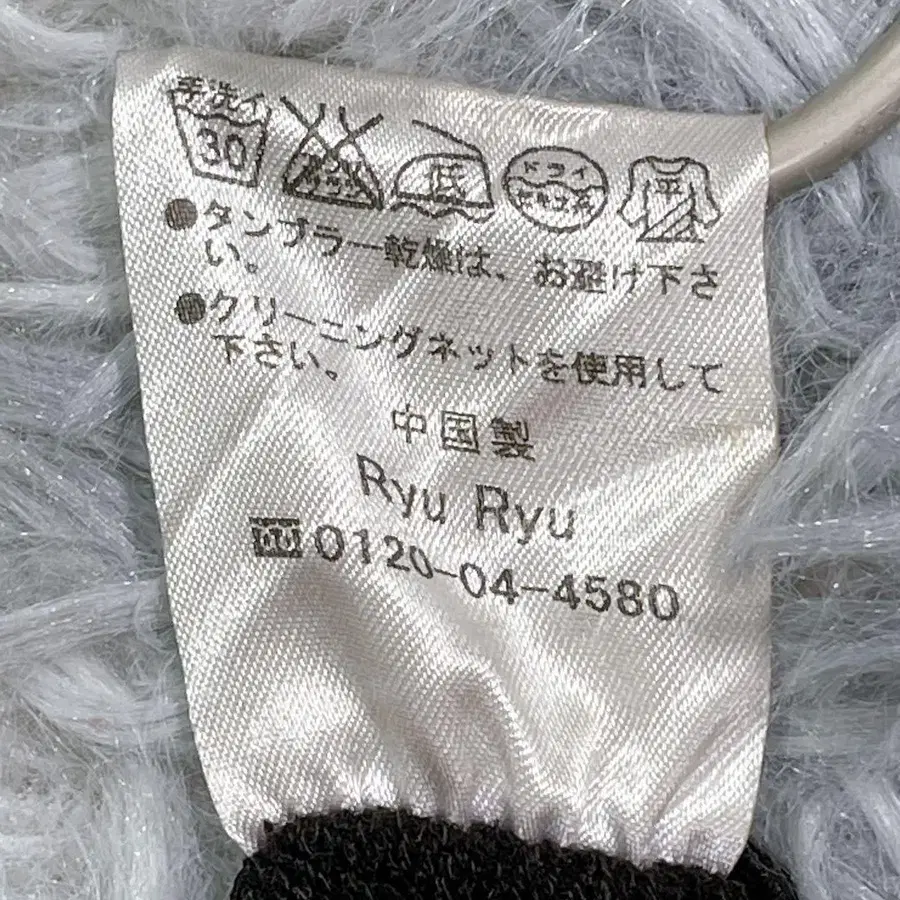 手洗イ
30
低
ドライ
平
●タンブラー乾燥は、お避け下さ
い。
●クリーニングネットを使用して
下さい。
中国製
Ryu Ryu
0120-04-4580